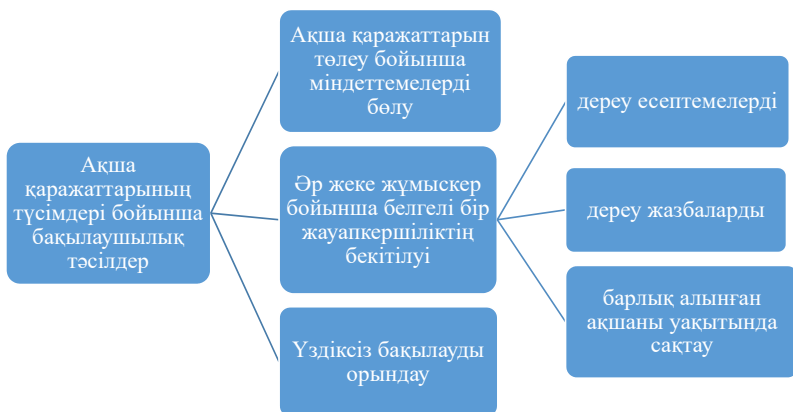 Ақша
қаражаттарының
түсімдері бойынша
бақылаушылық
тәсілдер
Ақша қаражаттарын
төлеу бойынша
міндеттемелерді
бөлу
Әр жеке жұмыскер
бойынша белгелі бір
жауапкершіліктің
бекітілуі
Үздіксіз бақылауды
орындау
дереу есептемелерді
дереу жазбаларды
барлық алынған
ақшаны уақытында
сақтау